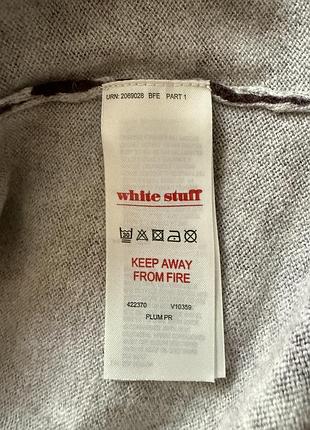 URN: 2069028 BFE PART 1
white stuff
KEEP AWAY
FROM FIRE
422370 V10359
PLUM PR